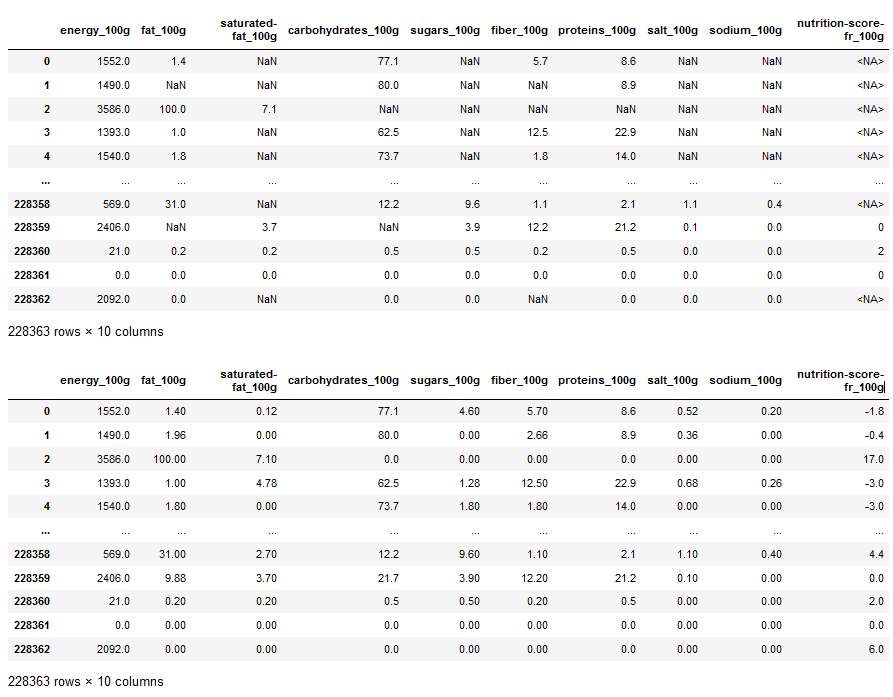 energy_100g fat_100g saturated-fat_100g carbohydrates_100g sugars_100g fiber_100g proteins_100g salt_100g sodium_100g nutrition-score-fr_100g
0 1552.0 1.4 NaN 77.1 NaN 5.7 8.6 NaN NaN <NA>
1 1490.0 NaN NaN 80.0 NaN NaN 8.9 NaN NaN <NA>
2 3586.0 100.0 7.1 NaN NaN NaN NaN NaN NaN <NA>
3 1393.0 1.0 NaN 62.5 NaN 12.5 22.9 NaN NaN <NA>
4 1540.0 1.8 NaN 73.7 NaN 1.8 14.0 NaN NaN <NA>
... ... ... ... ... ... ... ... ... ... ...
228358 569.0 31.0 NaN 12.2 9.6 1.1 2.1 1.1 0.4 <NA>
228359 2406.0 NaN 3.7 NaN 3.9 12.2 21.2 0.1 0.0 0
228360 21.0 0.2 0.2 0.5 0.5 0.2 0.5 0.0 0.0 2
228361 0.0 0.0 0.0 0.0 0.0 0.0 0.0 0.0 0.0 0
228362 2092.0 0.0 NaN 0.0 0.0 NaN 0.0 0.0 0.0 <NA>
228363 rows × 10 columns
energy_100g fat_100g saturated-fat_100g carbohydrates_100g sugars_100g fiber_100g proteins_100g salt_100g sodium_100g nutrition-score-fr_100g
0 1552.0 1.40 0.12 77.1 4.60 5.70 8.6 0.52 0.20 -1.8
1 1490.0 1.96 0.00 80.0 0.00 2.66 8.9 0.36 0.00 -0.4
2 3586.0 100.00 7.10 0.0 0.00 0.00 0.0 0.00 0.00 17.0
3 1393.0 1.00 4.78 62.5 1.28 12.50 22.9 0.68 0.26 -3.0
4 1540.0 1.80 0.00 73.7 1.80 1.80 14.0 0.00 0.00 -3.0
... ... ... ... ... ... ... ... ... ... ...
228358 569.0 31.00 2.70 12.2 9.60 1.10 2.1 1.10 0.40 4.4
228359 2406.0 9.88 3.70 21.7 3.90 12.20 21.2 0.10 0.00 0.0
228360 21.0 0.20 0.20 0.5 0.50 0.20 0.5 0.00 0.00 2.0
228361 0.0 0.00 0.00 0.0 0.00 0.00 0.0 0.00 0.00 0.0
228362 2092.0 0.00 0.00 0.0 0.00 0.00 0.0 0.00 0.00 6.0
228363 rows × 10 columns